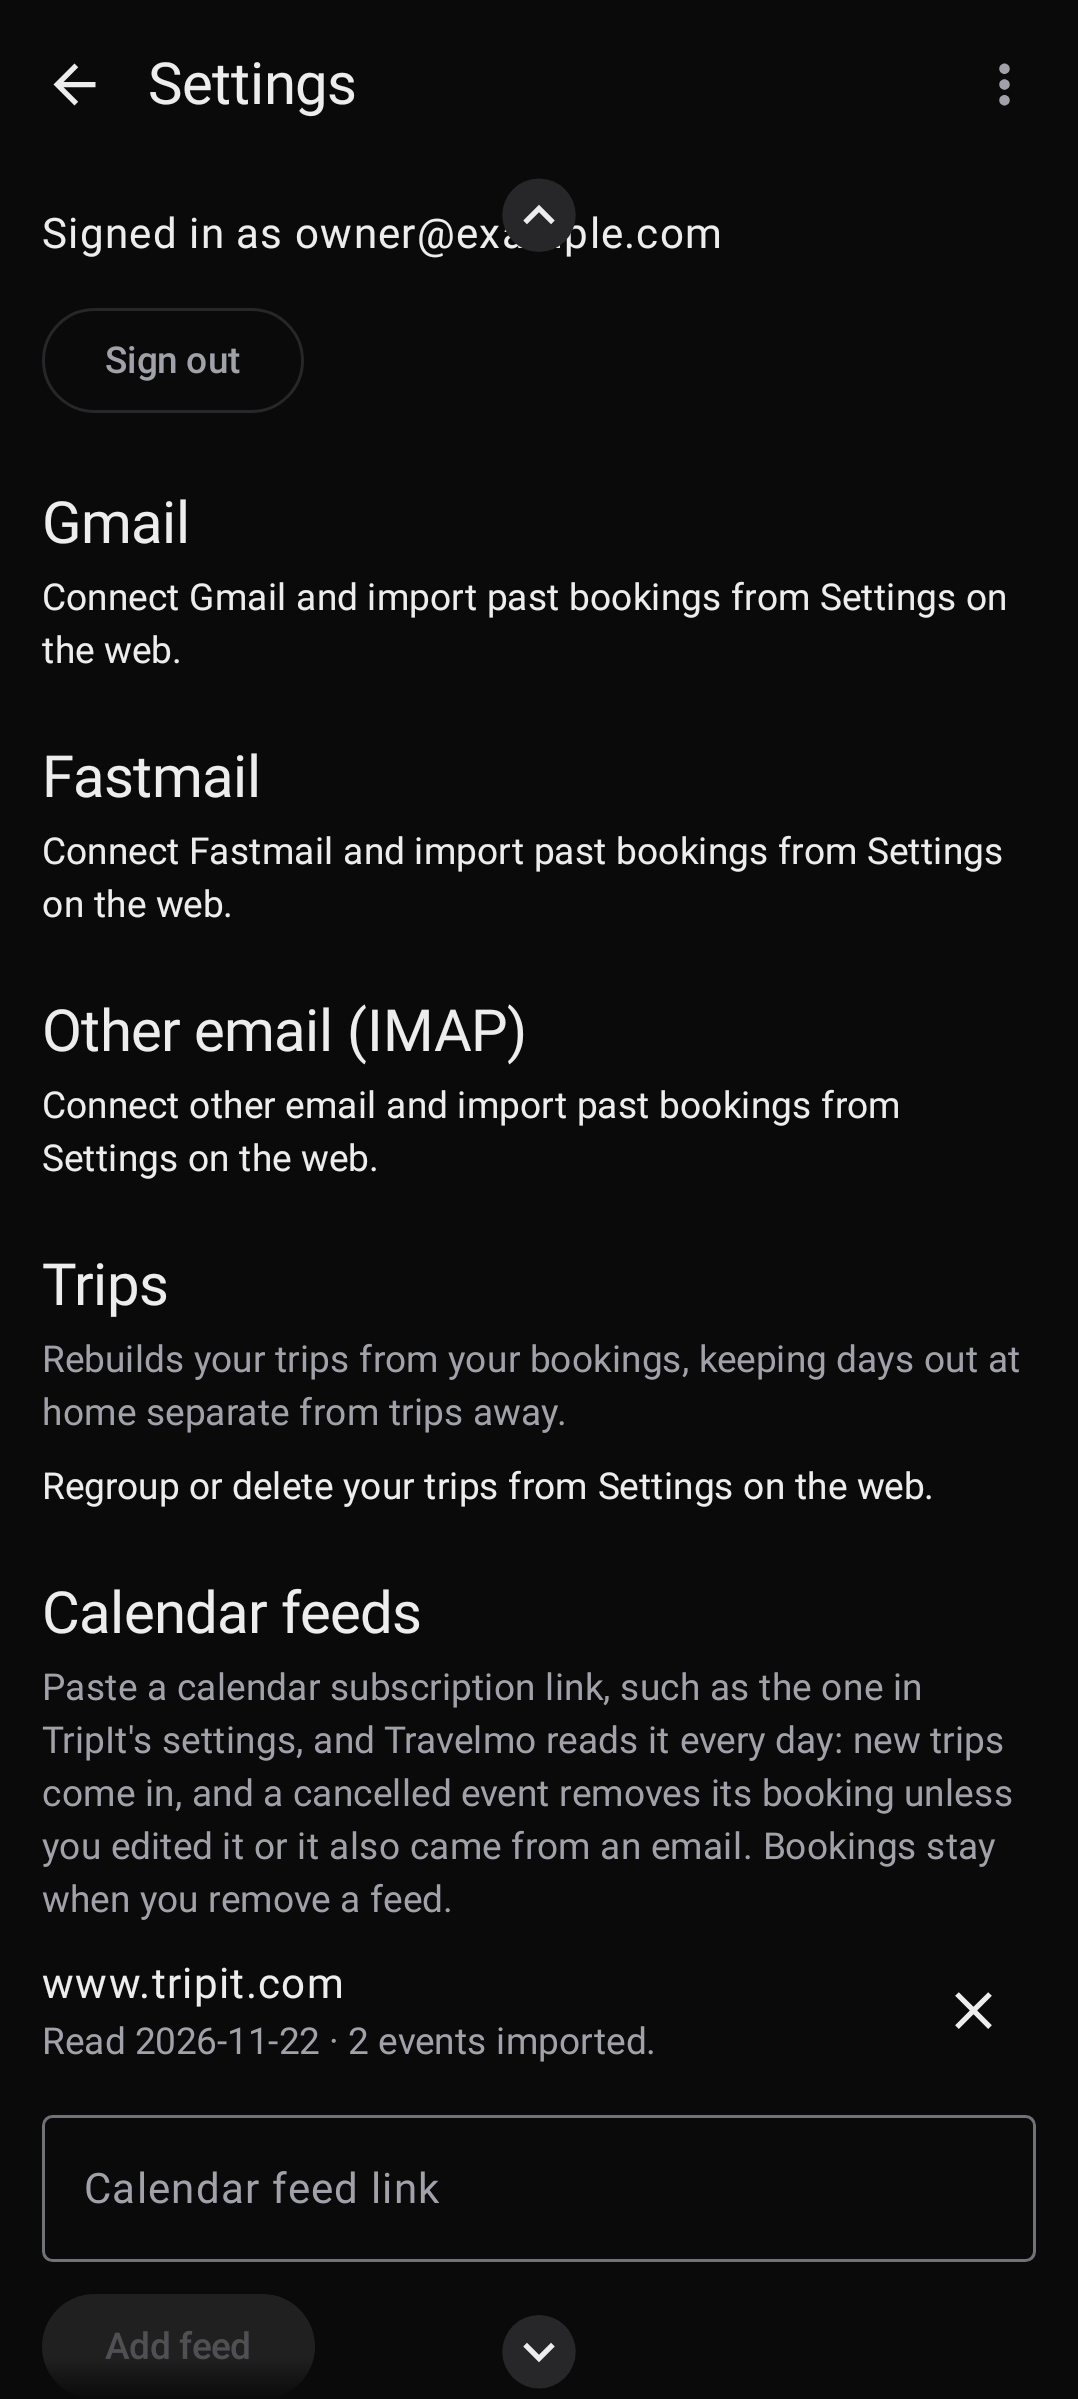 Settings
Signed in as owner@exa ple.com
Sign out
Gmail
Connect Gmail and import past bookings from Settings on
the web.
Fastmail
Connect Fastmail and import past bookings from Settings
on the web.
Other email (IMAP)
Connect other email and import past bookings from
Settings on the web.
Trips
Rebuilds your trips from your bookings, keeping days out at
home separate from trips away.
Regroup or delete your trips from Settings on the web.
Calendar feeds
Paste a calendar subscription link, such as the one in
TripIt's settings, and Travelmo reads it every day: new trips
come in, and a cancelled event removes its booking unless
you edited it or it also came from an email. Bookings stay
when you remove a feed.
www.tripit.com
Read 2026-11-22 · 2 events imported.
Calendar feed link
Add feed